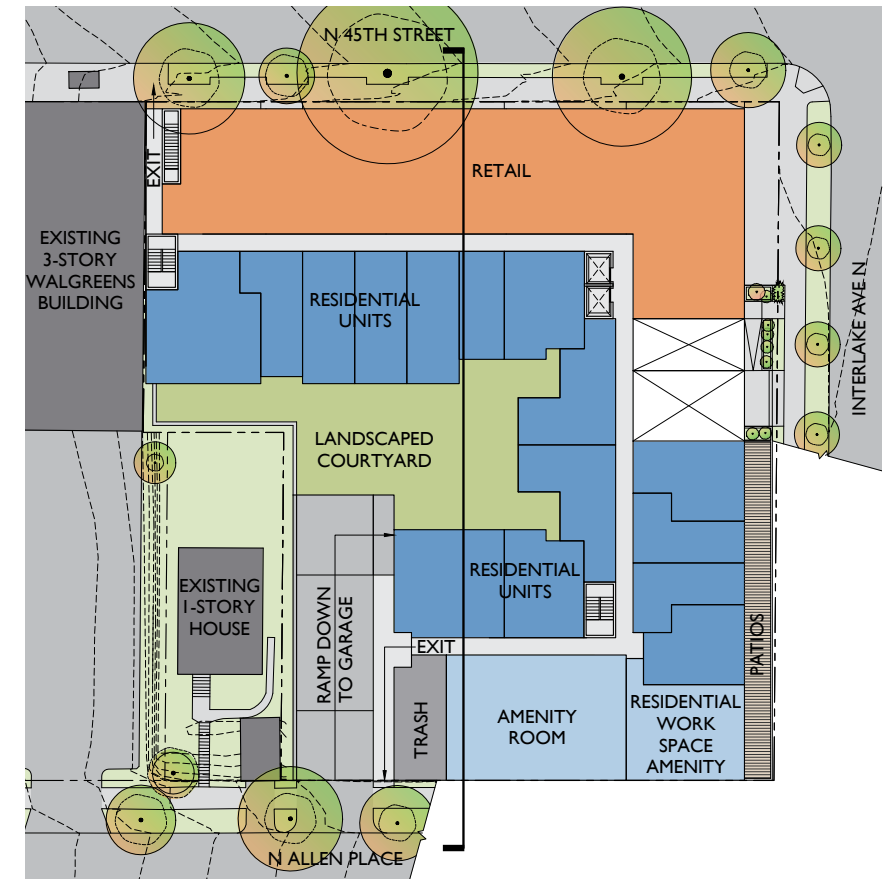 N 45TH STREET
EXIT
RETAIL
EXISTING
3-STORY
WALGREENS
BUILDING
RESIDENTIAL
UNITS
INTERLAKE AVE N
LANDSCAPED
COURTYARD
EXISTING
1-STORY
HOUSE
RAMP DOWN
TO GARAGE
RESIDENTIAL
UNITS
EXIT
PATIOS
TRASH
AMENITY
ROOM
RESIDENTIAL
WORK
SPACE
AMENITY
N ALLEN PLACE